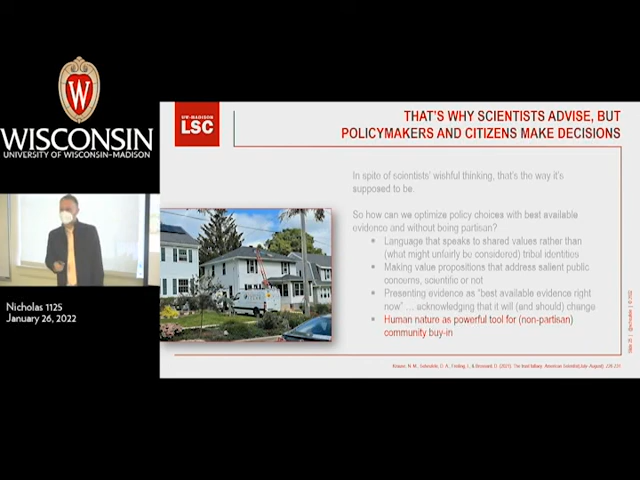 W
WISCONSIN
UNIVERSITY OF WISCONSIN–MADISON
Nicholas 1125
January 26, 2022
UW–MADISON
LSC
THAT'S WHY SCIENTISTS ADVISE, BUT
POLICYMAKERS AND CITIZENS MAKE DECISIONS
In spite of scientists' wishful thinking, that's the way it's
supposed to be.
So how can we optimize policy choices with best available
evidence and without being partisan?
Language that speaks to shared values rather than
(what might unfairly be considered) tribal identities
Making value propositions that address salient public
concerns, scientific or not
Presenting evidence as "best available evidence right
now" ... acknowledging that it will (and should) change
Human nature as powerful tool for (non-partisan)
community buy-in